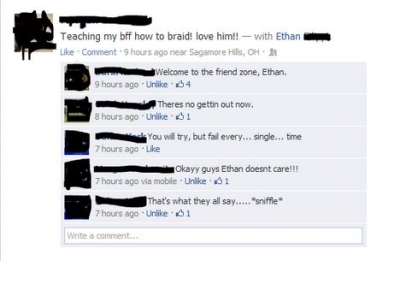 Teaching my bff how to braid! love him!! — with Ethan
Like · Comment · 9 hours ago near Sagamore Hills, OH ·
Welcome to the friend zone, Ethan.
9 hours ago · Unlike · 4
Theres no gettin out now.
8 hours ago · Unlike · 1
You will try, but fail every... single... time
7 hours ago · Like
Okayy guys Ethan doesnt care!!!
7 hours ago via mobile · Unlike · 1
That's what they all say.....*sniffle*
7 hours ago · Unlike · 1
Write a comment...